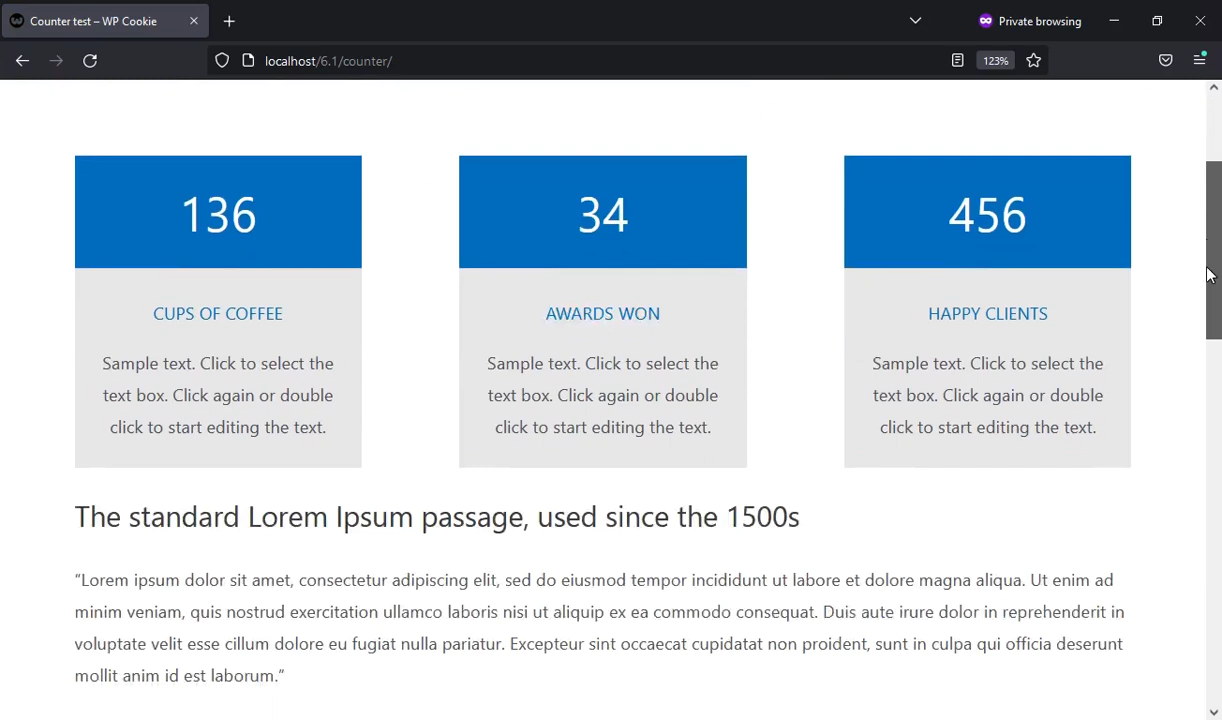 Counter test – WP Cookie
Private browsing
localhost/6.1/counter/
123%
136
34
456
CUPS OF COFFEE
AWARDS WON
HAPPY CLIENTS
Sample text. Click to select the
text box. Click again or double
click to start editing the text.
Sample text. Click to select the
text box. Click again or double
click to start editing the text.
Sample text. Click to select the
text box. Click again or double
click to start editing the text.
The standard Lorem Ipsum passage, used since the 1500s
“Lorem ipsum dolor sit amet, consectetur adipiscing elit, sed do eiusmod tempor incididunt ut labore et dolore magna aliqua. Ut enim ad
minim veniam, quis nostrud exercitation ullamco laboris nisi ut aliquip ex ea commodo consequat. Duis aute irure dolor in reprehenderit in
voluptate velit esse cillum dolore eu fugiat nulla pariatur. Excepteur sint occaecat cupidatat non proident, sunt in culpa qui officia deserunt
mollit anim id est laborum.”